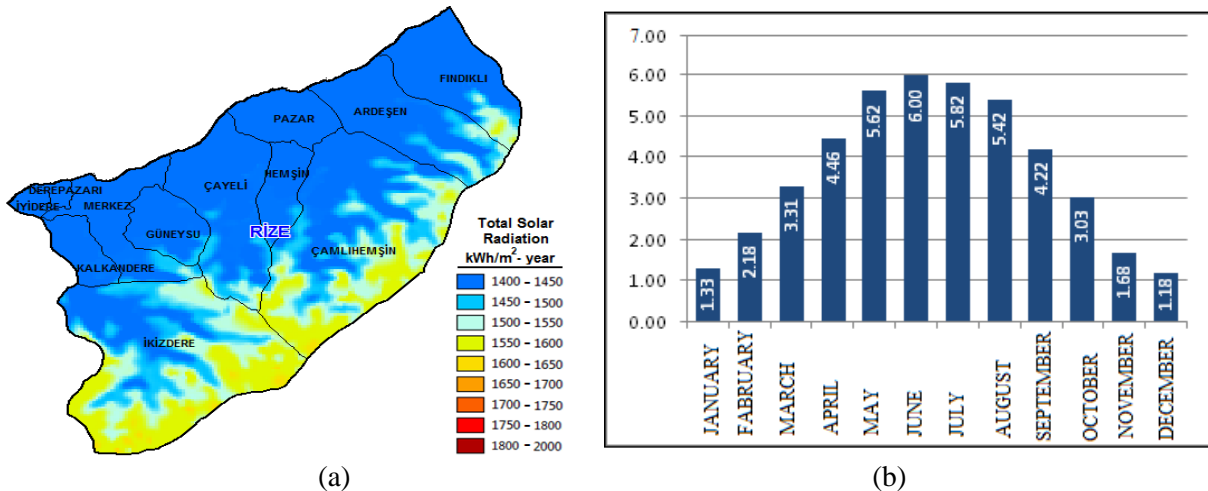 FINDIKLI
ARDEŞEN
PAZAR
HEMŞİN
ÇAYELİ
DEREPAZARI
İYİDERE
MERKEZ
GÜNEYSU
RİZE
ÇAMLIHEMŞİN
KALKANDERE
İKİZDERE
Total Solar
Radiation
kWh/m²- year
1400 - 1450
1450 - 1500
1500 - 1550
1550 - 1600
1600 - 1650
1650 - 1700
1700 - 1750
1750 - 1800
1800 - 2000
(a)
7.00
6.00
5.00
4.00
3.00
2.00
1.00
0.00
1.33
2.18
3.31
4.46
5.62
6.00
5.82
5.42
4.22
3.03
1.68
1.18
JANUARY
FABRUARY
MARCH
APRIL
MAY
JUNE
JULY
AUGUST
SEPTEMBER
OCTOBER
NOVEMBER
DECEMBER
(b)